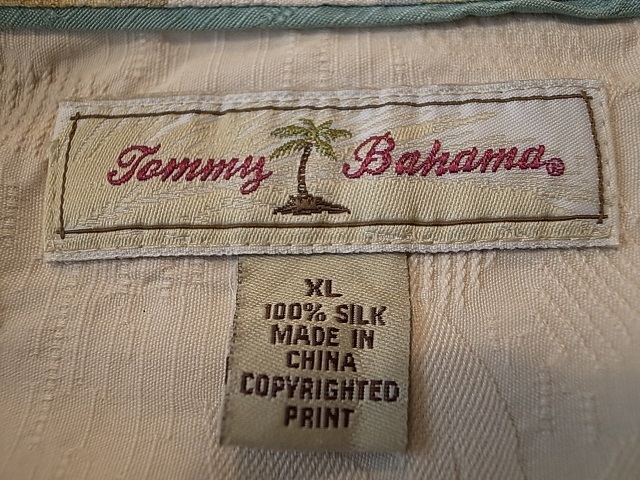 Tommy Bahama®
XL
100% SILK
MADE IN
CHINA
COPYRIGHTED
PRINT